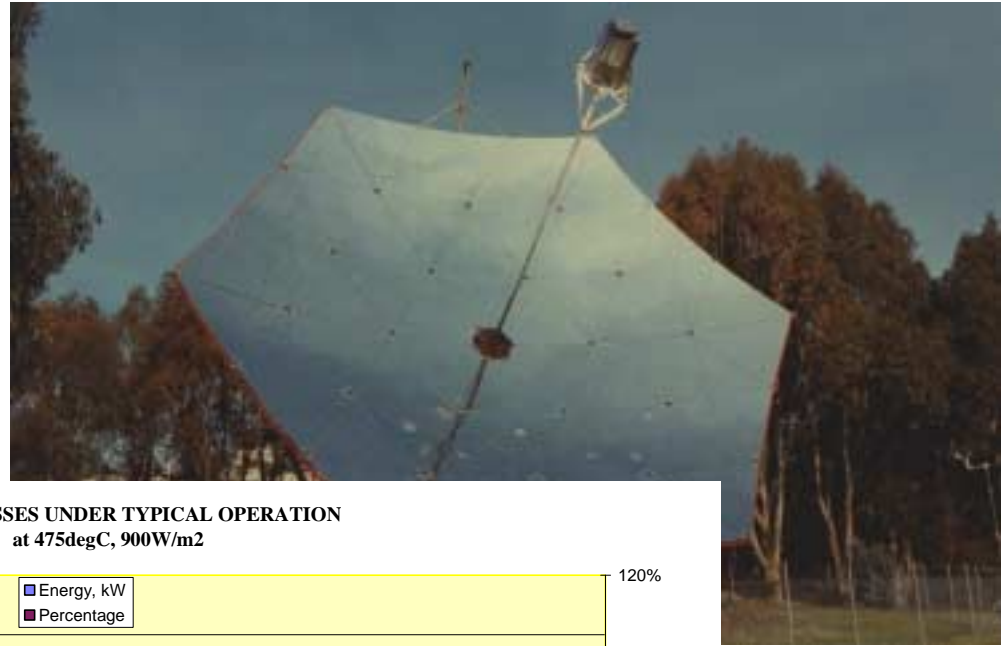 SSES UNDER TYPICAL OPERATION
at 475degC, 900W/m2
120%
Energy, kW
Percentage